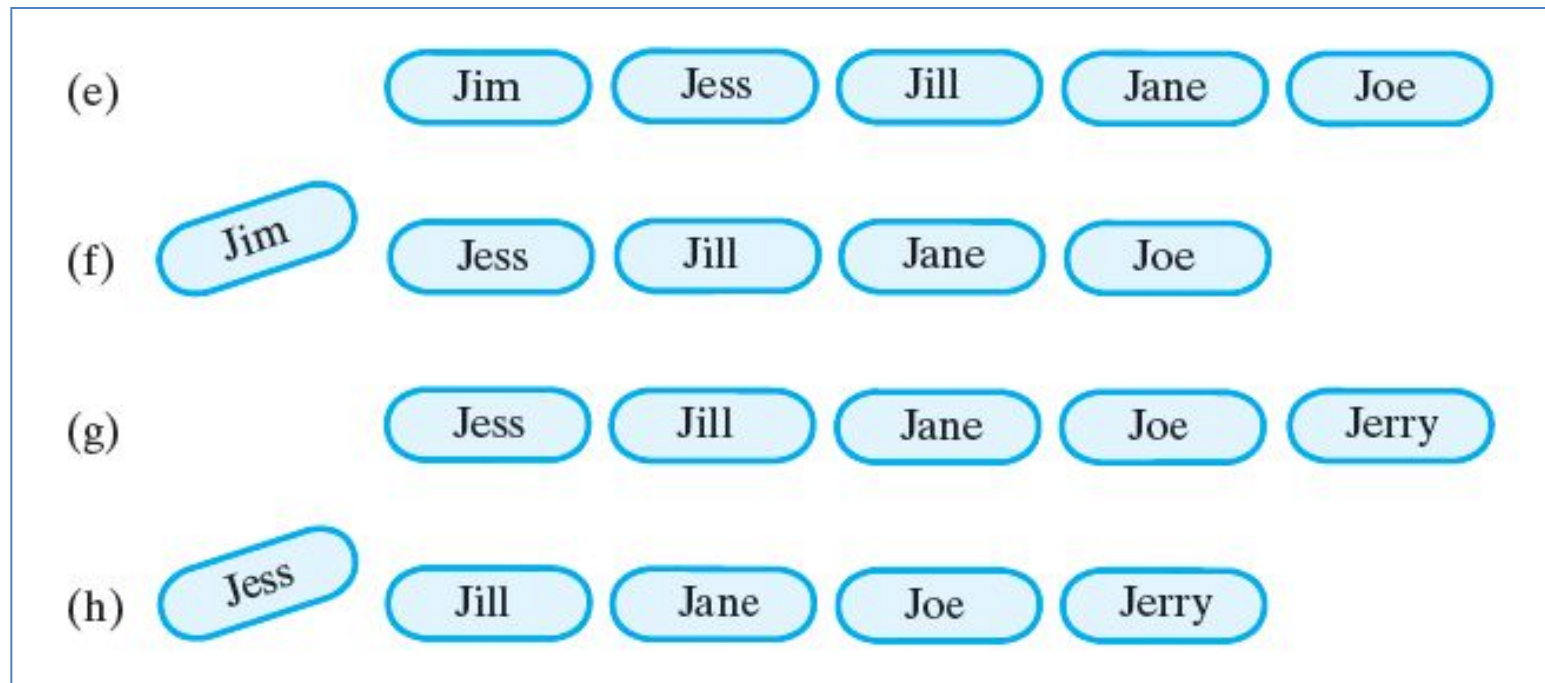 (e) Jim Jess Jill Jane Joe
(f) Jim Jess Jill Jane Joe
(g) Jess Jill Jane Joe Jerry
(h) Jess Jill Jane Joe Jerry